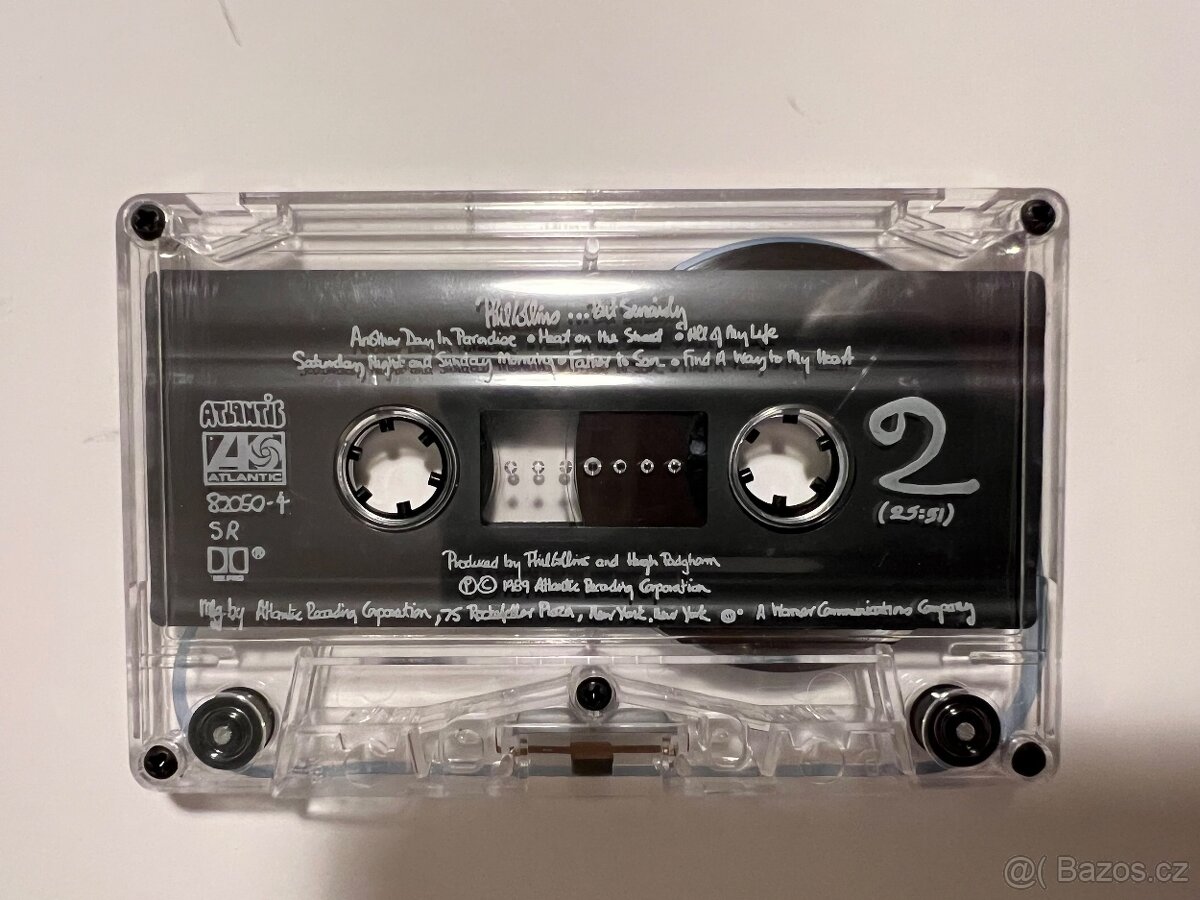 Phil Collins ...But Seriously
Another Day In Paradise • Heat on the Street • All of My Life
Saturday Night and Sunday Morning • Father to Son • Find A Way to My Heart
ATLANTIC
ATLANTIC
82050-4
SR
2
(25:51)
Produced by Phil Collins and Hugh Padgham
Ⓟ© 1989 Atlantic Recording Corporation
Mfg by Atlantic Recording Corporation, 75 Rockefeller Plaza, New York, New York A Warner Communications Company
@( Bazos.cz